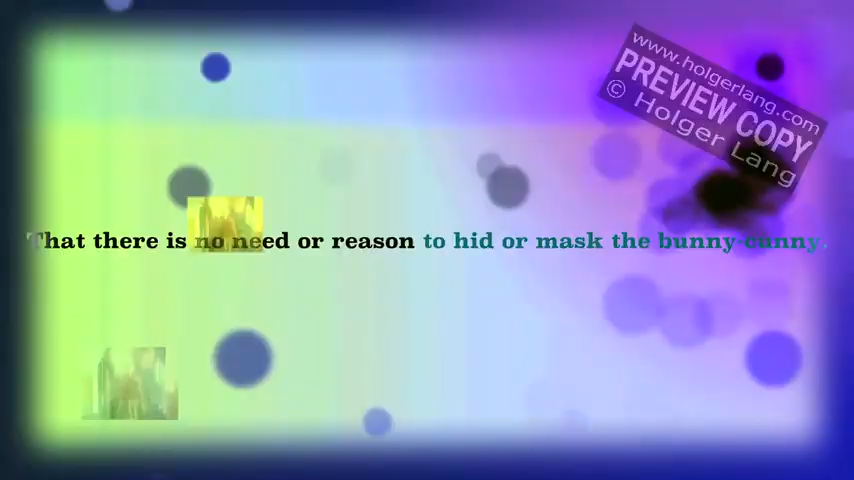 www.holgerlang.com
PREVIEW COPY
© Holger Lang
That there is no need or reason to hid or mask the bunny-cunny.